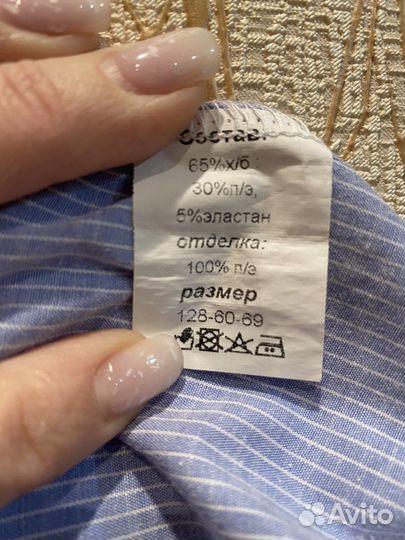 Состав:
65%х/б ;
30%п/э,
5%эластан
отделка:
100% п/э
размер
128-60-69
Avito